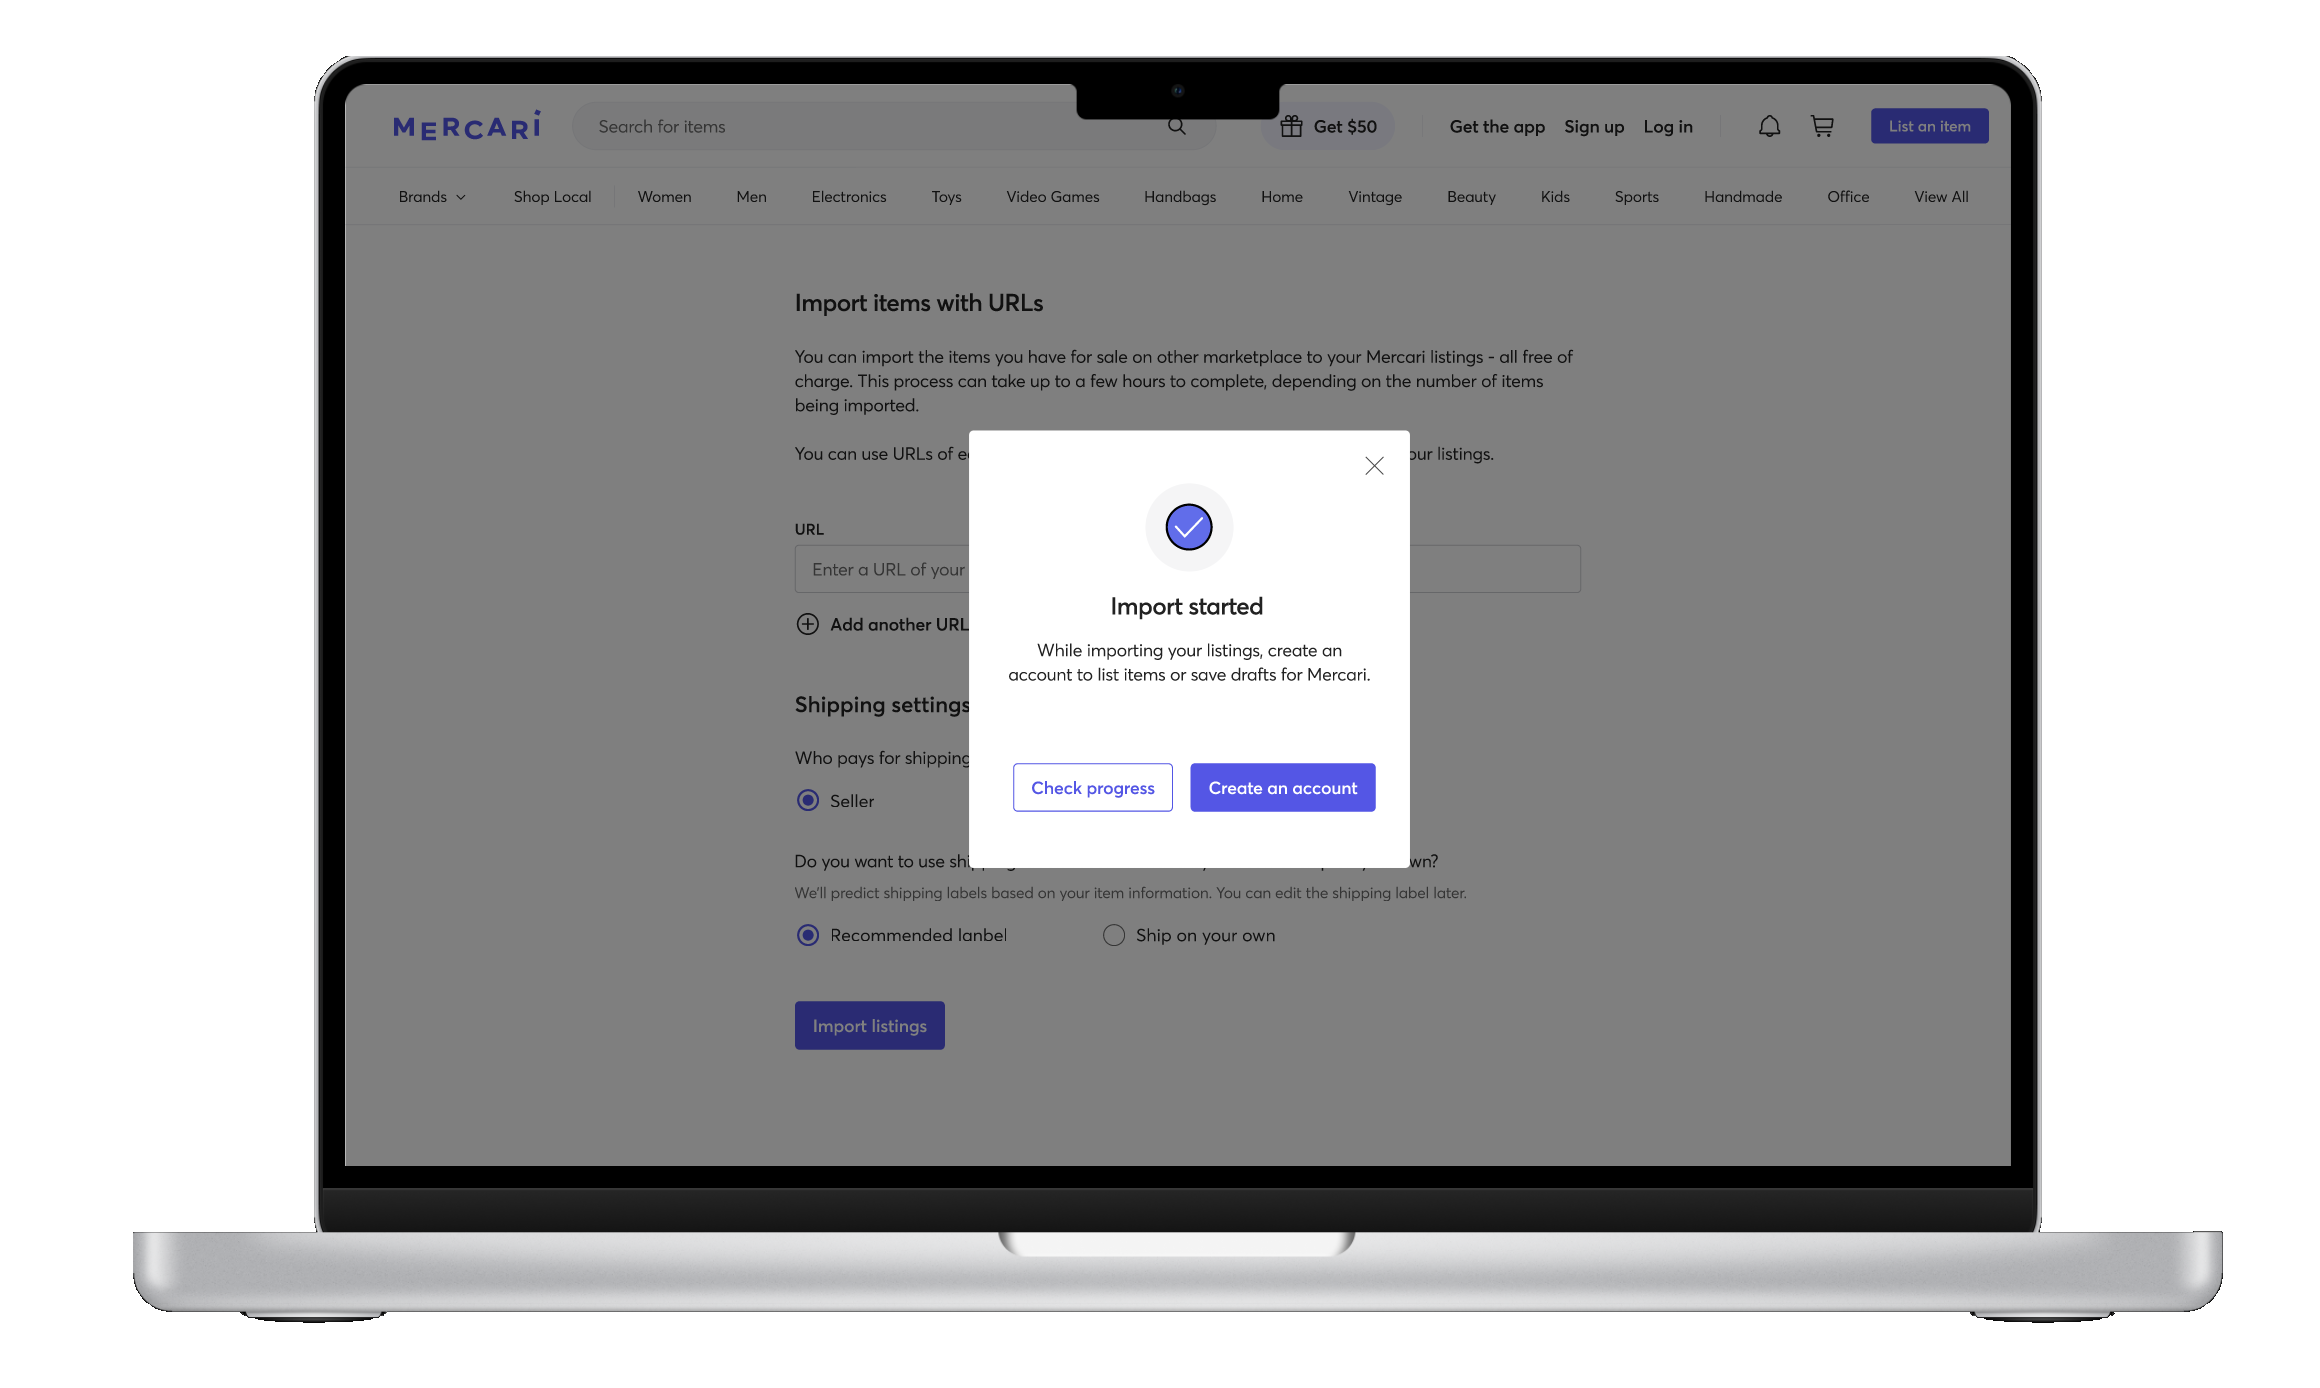 MERCARI
Search for items
Get $50
Get the app
Sign up
Log in
List an item
Brands
Shop Local
Women
Men
Electronics
Toys
Video Games
Handbags
Home
Vintage
Beauty
Kids
Sports
Handmade
Office
View All
Import items with URLs
You can import the items you have for sale on other marketplace to your Mercari listings - all free of
charge. This process can take up to a few hours to complete, depending on the number of items
being imported.
You can use URLs of
listings.
URL
Enter a URL of your
Add another URL
Shipping settings
Who pays for shipping
Seller
Do you want to use
We'll predict shipping labels based on your item information. You can edit the shipping label later.
Recommended lanbel
Ship on your own
Import listings
Import started
While importing your listings, create an
account to list items or save drafts for Mercari.
Check progress
Create an account